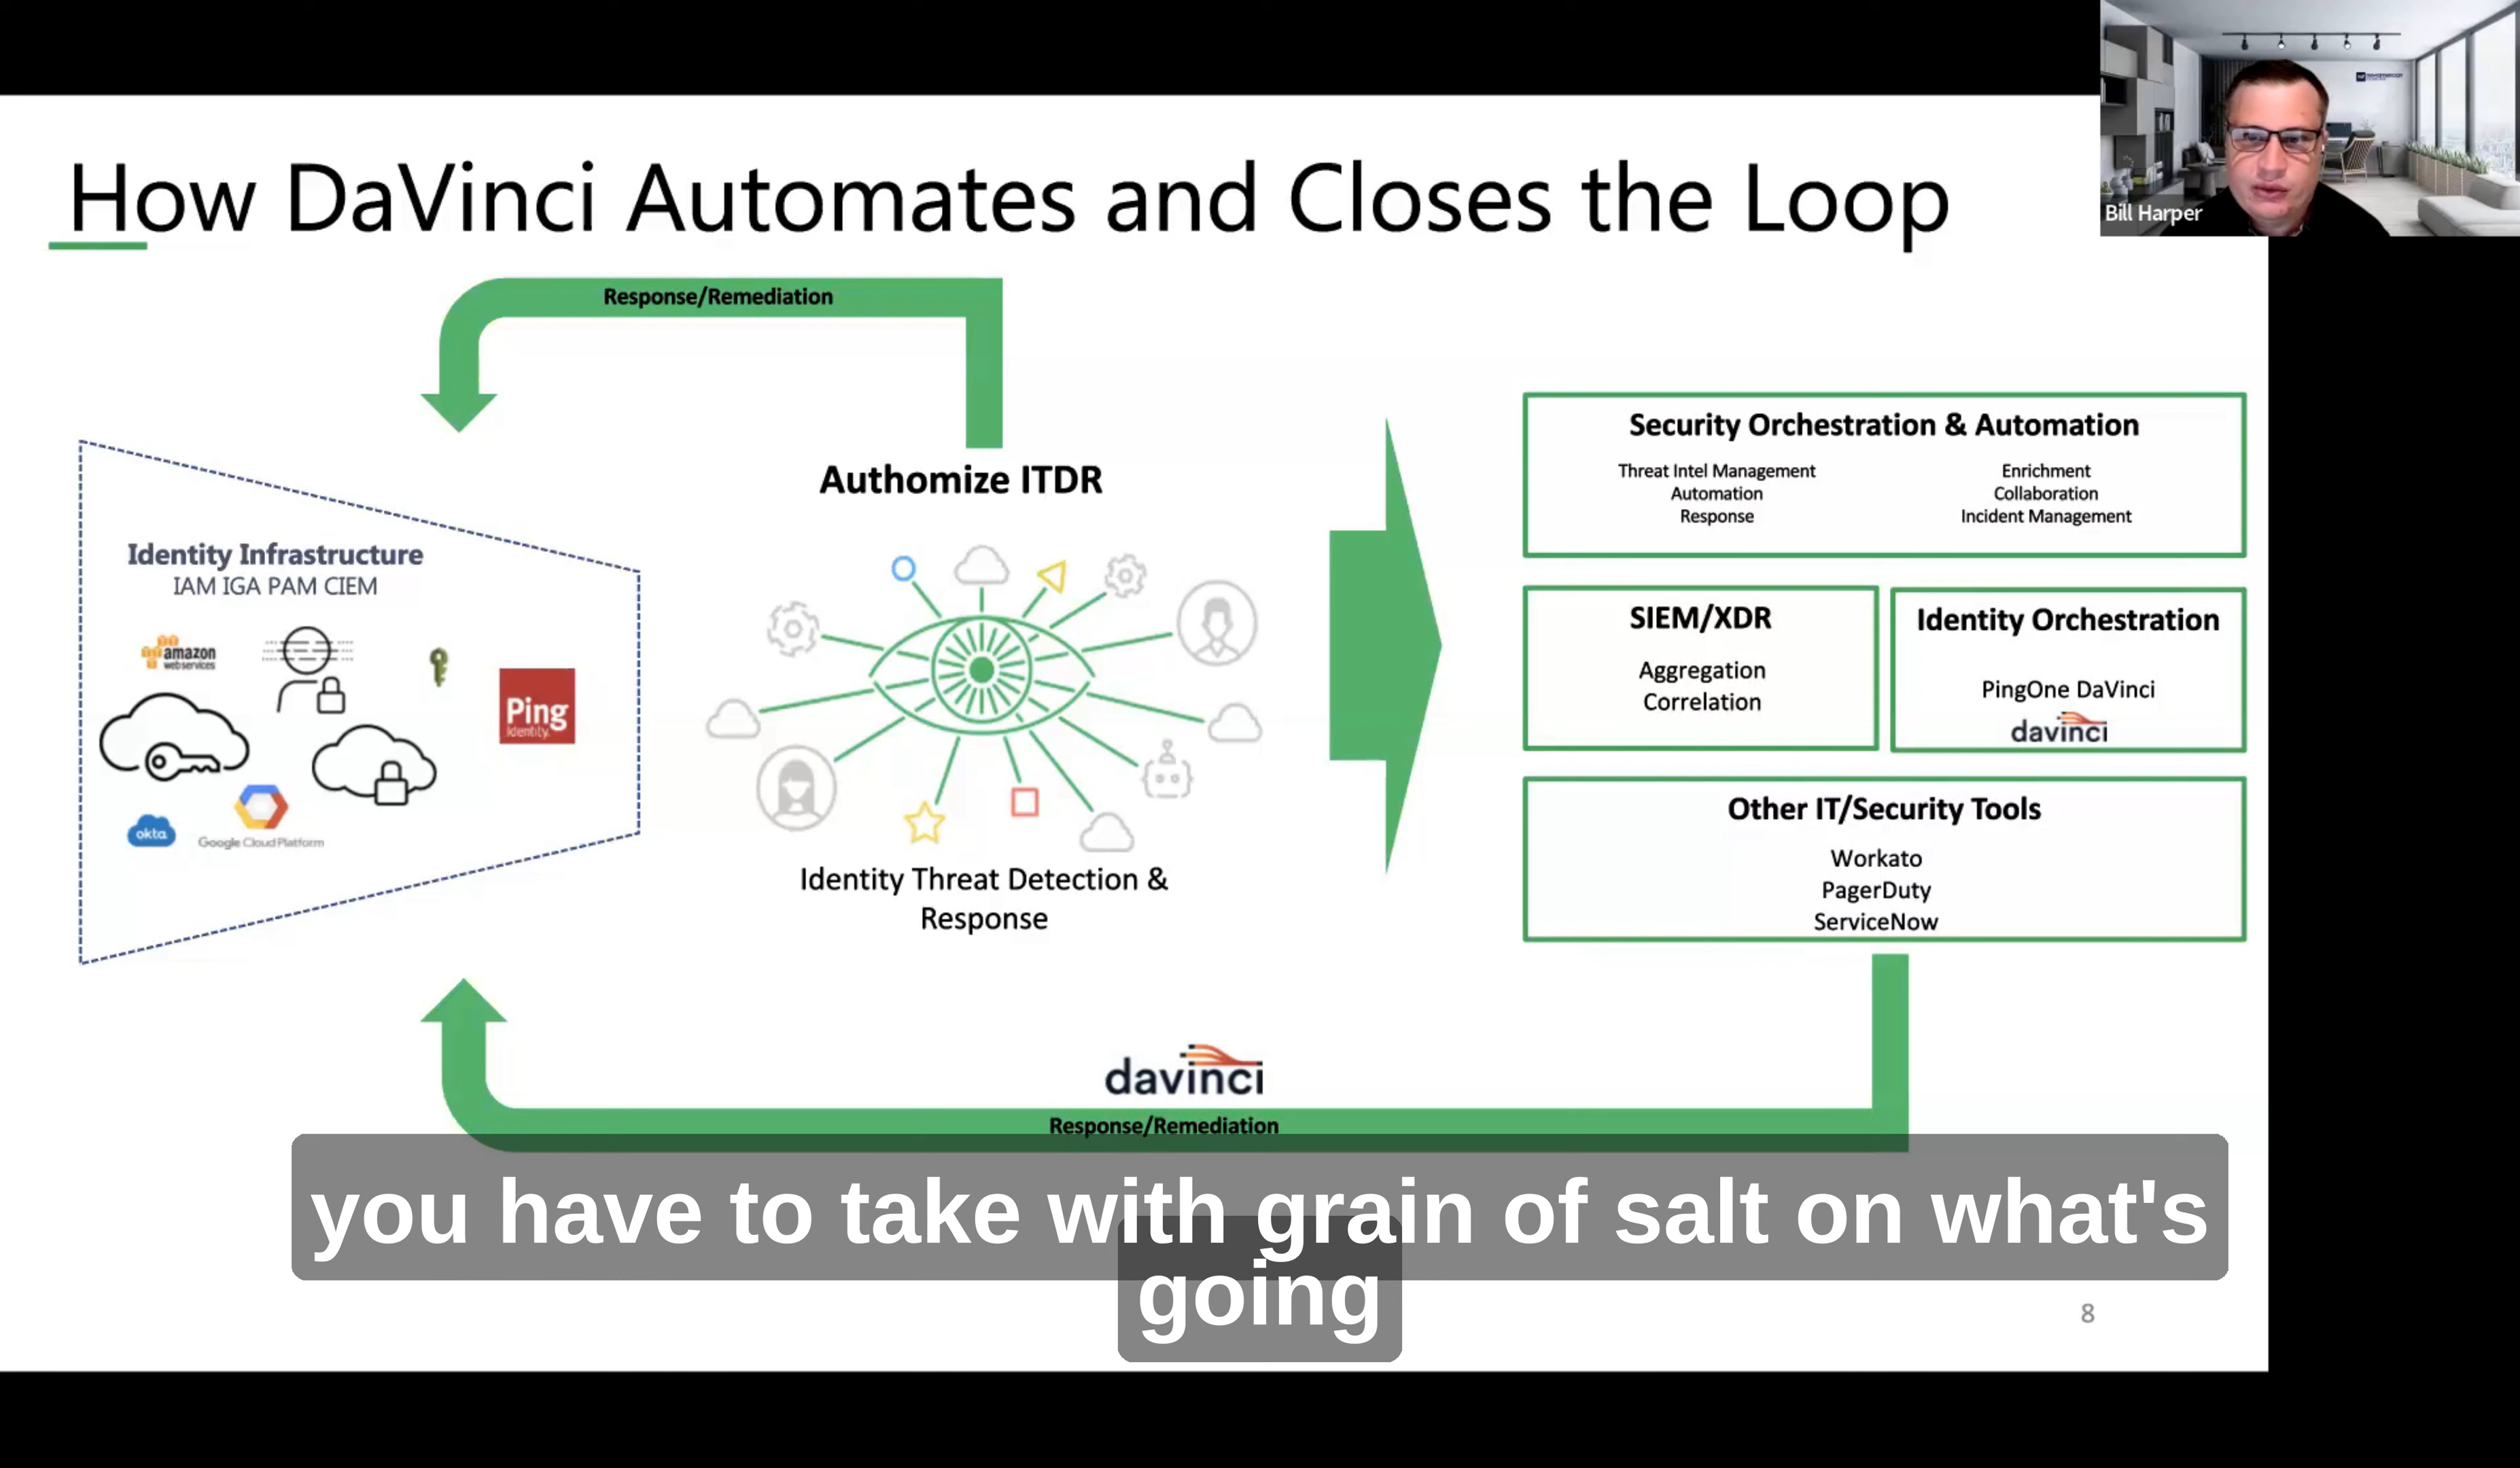 How DaVinci Automates and Closes the Loop
Bill Harper
Response/Remediation
Authomize ITDR
Identity Infrastructure
IAM IGA PAM CIEM
amazon
webservices
Ping
Identity.
okta
Google Cloud Platform
Identity Threat Detection &
Response
Security Orchestration & Automation
Threat Intel Management
Automation
Response
Enrichment
Collaboration
Incident Management
SIEM/XDR
Aggregation
Correlation
Identity Orchestration
PingOne DaVinci
davinci
Other IT/Security Tools
Workato
PagerDuty
ServiceNow
davinci
Response/Remediation
you have to take with grain of salt on what's
going
8